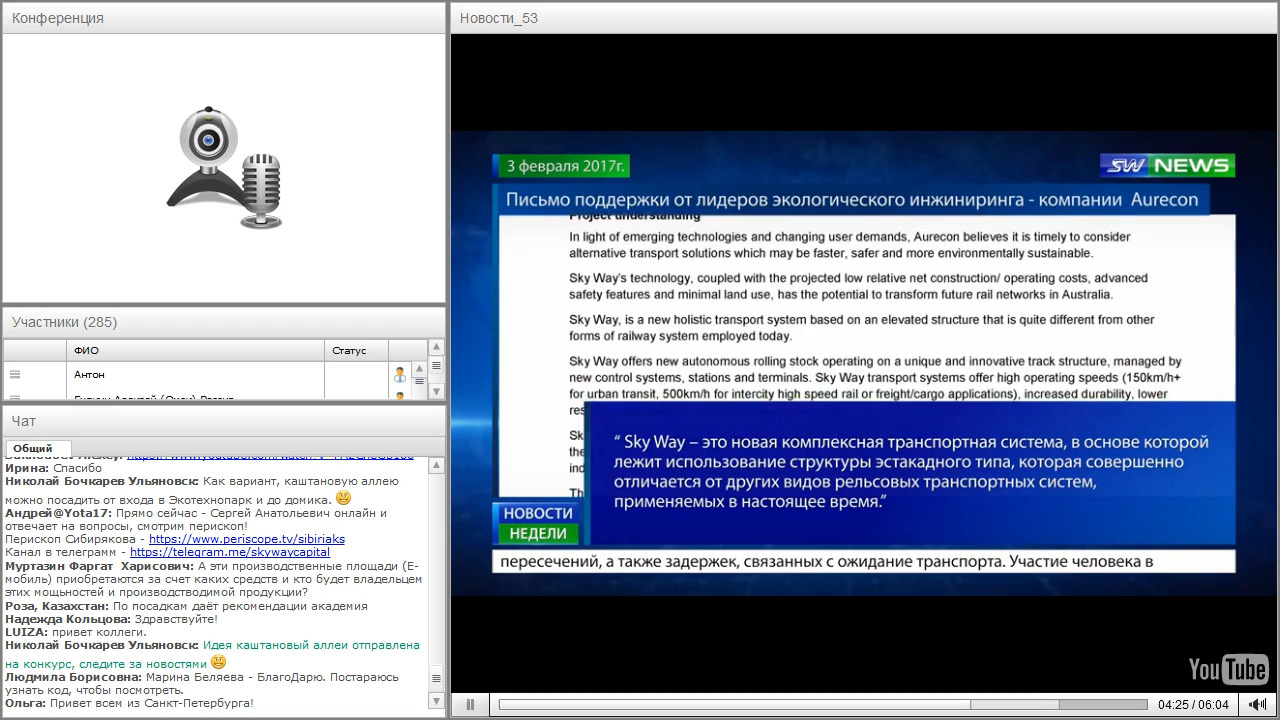 Конференция
Участники (285)
ФИО
Статус
Антон
Чат
Общий
Ирина: Спасибо
Николай Бочкарев Ульяновск: Как вариант, каштановую аллею
можно посадить от входа в Экотехнопарк и до домика.
Андрей@Yota17: Прямо сейчас - Сергей Анатольевич онлайн и
отвечает на вопросы, смотрим перископ!
Перископ Сибирякова - https://www.periscope.tv/sibiriaks
Канал в телеграмм - https://telegram.me/skywaycapital
Муртазин Фаргат Харисович: А эти производственные площади (Е-
мобиль) приобретаются за счет каких средств и кто будет владельцем
этих мощьностей и производстводимой продукции?
Роза, Казахстан: По посадкам даёт рекомендации академия
Надежда Кольцова: Здравствуйте!
LUIZA: привет коллеги.
Николай Бочкарев Ульяновск: Идея каштановый аллеи отправлена
на конкурс, следите за новостями
Людмила Борисовна: Марина Беляева - БлагоДарю. Постараюсь
узнать код, чтобы посмотреть.
Ольга: Привет всем из Санкт-Петербурга!
Новости_53
3 февраля 2017г.
SW NEWS
Письмо поддержки от лидеров экологического инжиниринга - компании Aurecon
Project understanding
In light of emerging technologies and changing user demands, Aurecon believes it is timely to consider
alternative transport solutions which may be faster, safer and more environmentally sustainable.
Sky Way's technology, coupled with the projected low relative net construction/ operating costs, advanced
safety features and minimal land use, has the potential to transform future rail networks in Australia.
Sky Way, is a new holistic transport system based on an elevated structure that is quite different from other
forms of railway system employed today.
Sky Way offers new autonomous rolling stock operating on a unique and innovative track structure, managed by
new control systems, stations and terminals. Sky Way transport systems offer high operating speeds (150km/h+
for urban transit, 500km/h for intercity high speed rail or freight/cargo applications), increased durability, lower
“ Sky Way – это новая комплексная транспортная система, в основе которой
лежит использование структуры эстакадного типа, которая совершенно
отличается от других видов рельсовых транспортных систем,
применяемых в настоящее время.”
НОВОСТИ
НЕДЕЛИ
пересечений, а также задержек, связанных с ожидание транспорта. Участие человека в
YouTube
04:25 / 06:04